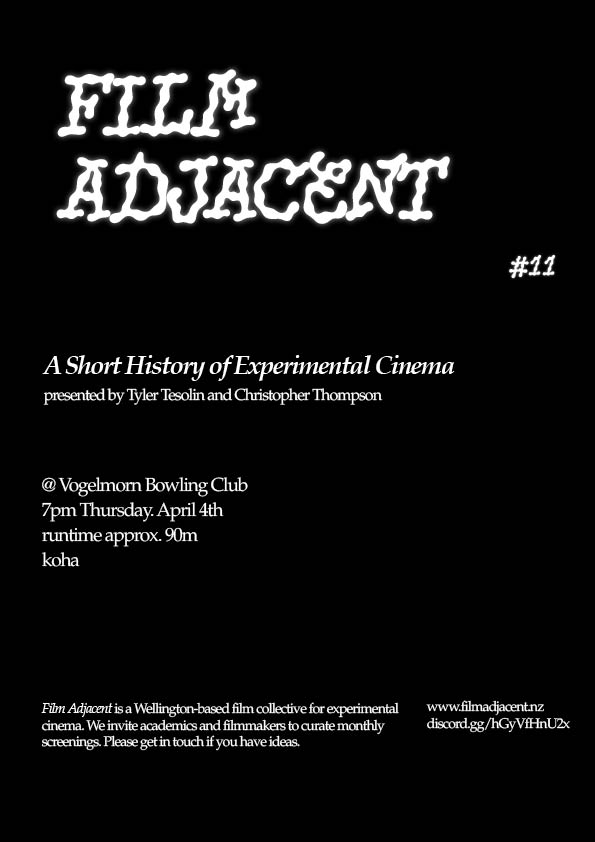 FILM
ADJACENT
#11
A Short History of Experimental Cinema
presented by Tyler Tesolin and Christopher Thompson
@ Vogelmorn Bowling Club
7pm Thursday. April 4th
runtime approx. 90m
koha
Film Adjacent is a Wellington-based film collective for experimental
cinema. We invite academics and filmmakers to curate monthly
screenings. Please get in touch if you have ideas.
www.filmadjacent.nz
discord.gg/hGyVfHnU2x